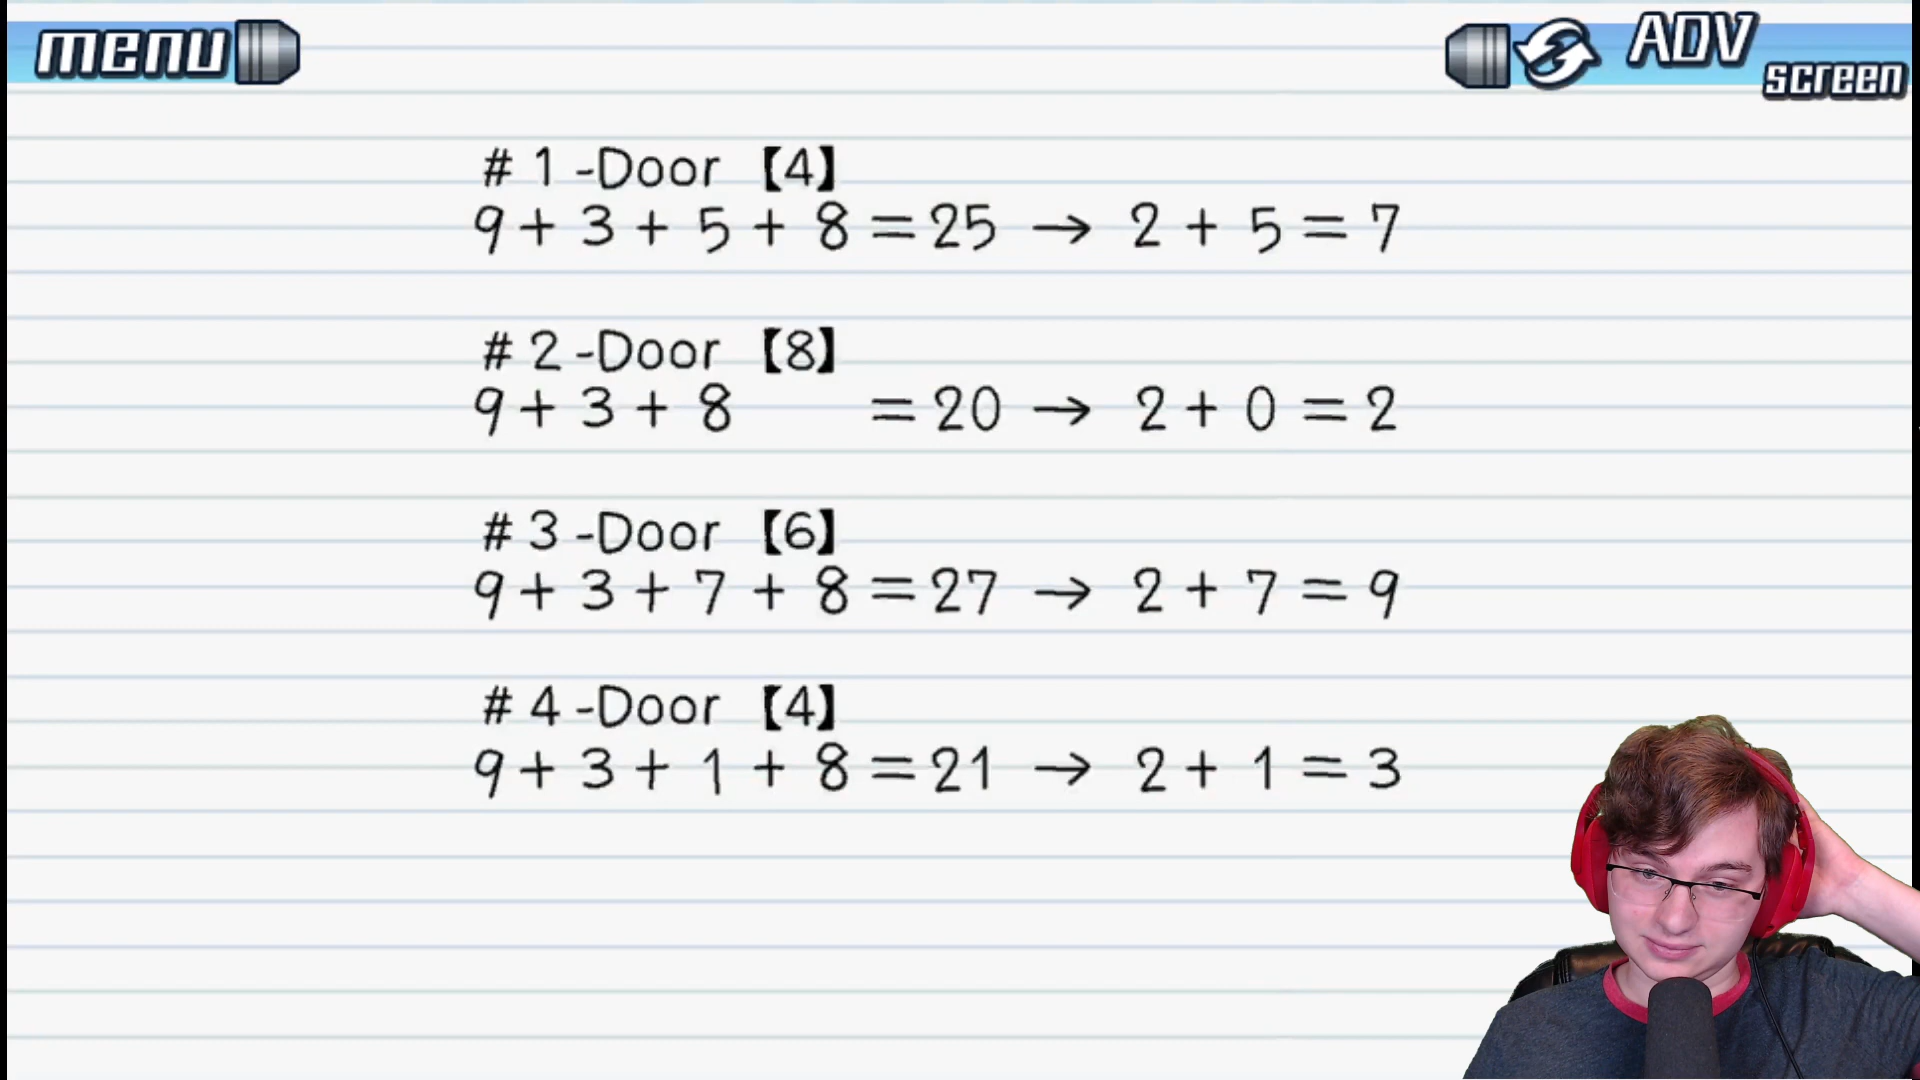 menu
ADV
screen
# 1 -Door 【4】
9 + 3 + 5 + 8 = 25 → 2 + 5 = 7
# 2 -Door 【8】
9 + 3 + 8 = 20 → 2 + 0 = 2
# 3 -Door 【6】
9 + 3 + 7 + 8 = 27 → 2 + 7 = 9
# 4 -Door 【4】
9 + 3 + 1 + 8 = 21 → 2 + 1 = 3